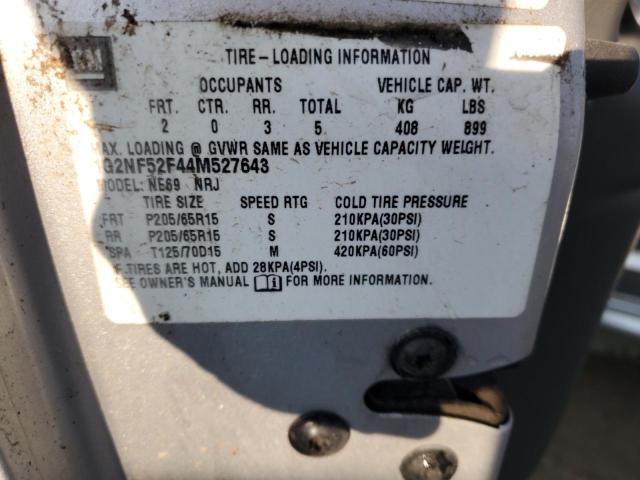 GM
TIRE-LOADING INFORMATION
OCCUPANTS VEHICLE CAP. WT.
FRT. CTR. RR. TOTAL KG LBS
2 0 3 5 408 899
MAX. LOADING @ GVWR SAME AS VEHICLE CAPACITY WEIGHT.
G2NF52F44M527643
MODEL: NE69 NRJ
TIRE SIZE SPEED RTG COLD TIRE PRESSURE
FRT P205/65R15 S 210KPA(30PSI)
RR P205/65R15 S 210KPA(30PSI)
SPA T125/70D15 M 420KPA(60PSI)
IF TIRES ARE HOT, ADD 28KPA(4PSI).
SEE OWNER'S MANUAL i FOR MORE INFORMATION.